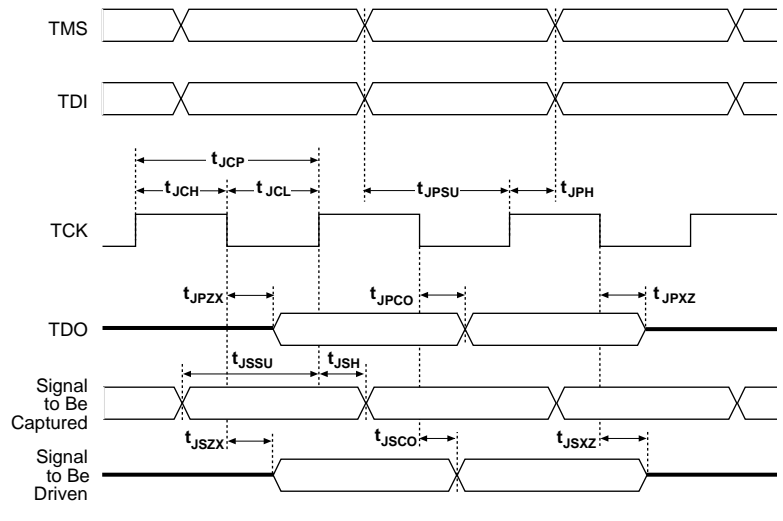 TMS
TDI
tJCP
tJCH
tJCL
tJPSU
tJPH
TCK
tJPZX
tJPCO
tJPXZ
TDO
tJSSU
tJSH
Signal
to Be
Captured
tJSZX
tJSCO
tJSXZ
Signal
to Be
Driven